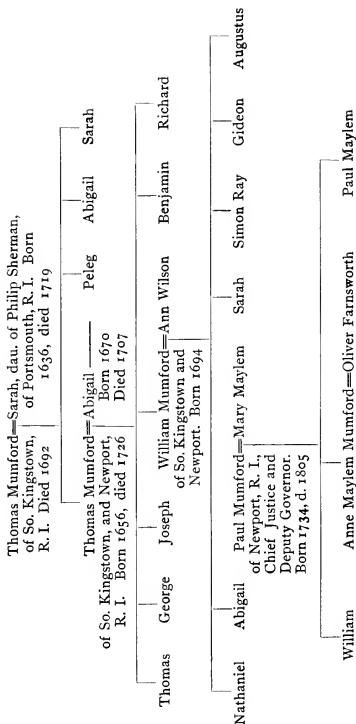 Thomas Mumford=Sarah, dau. of Philip Sherman,
of So. Kingstown, of Portsmouth, R. I. Born
R. I. Died 1692 1636, died 1719
Thomas Mumford=Abigail —— Peleg Abigail Sarah
of So. Kingstown, and Newport, Born 1670
R. I. Born 1656, died 1726 Died 1707
Thomas George Joseph William Mumford=Ann Wilson Benjamin Richard
of So. Kingstown and
Newport. Born 1694
Nathaniel Abigail Paul Mumford=Mary Maylem Sarah Simon Ray Gideon Augustus
of Newport, R. I.,
Chief Justice and
Deputy Governor.
Born 1734, d. 1805
William Anne Maylem Mumford=Oliver Farnsworth Paul Maylem